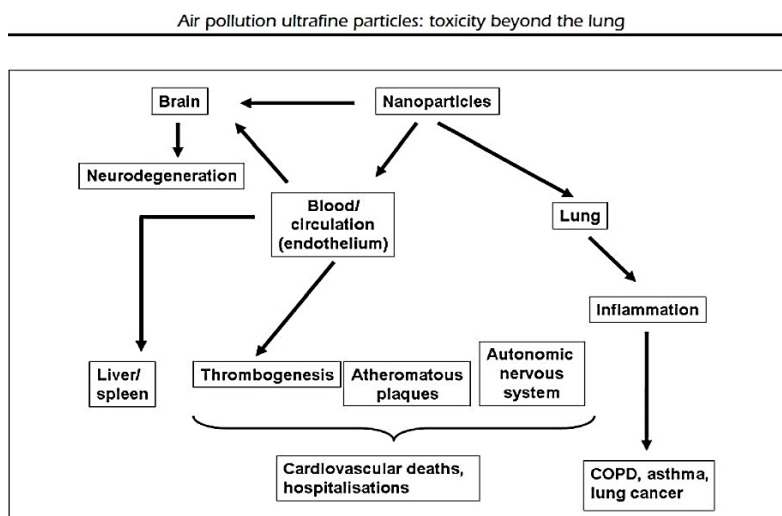 Air pollution ultrafine particles: toxicity beyond the lung
Brain
Nanoparticles
Neurodegeneration
Blood/
circulation
(endothelium)
Lung
Inflammation
Liver/
spleen
Thrombogenesis
Atheromatous
plaques
Autonomic
nervous
system
Cardiovascular deaths,
hospitalisations
COPD, asthma,
lung cancer